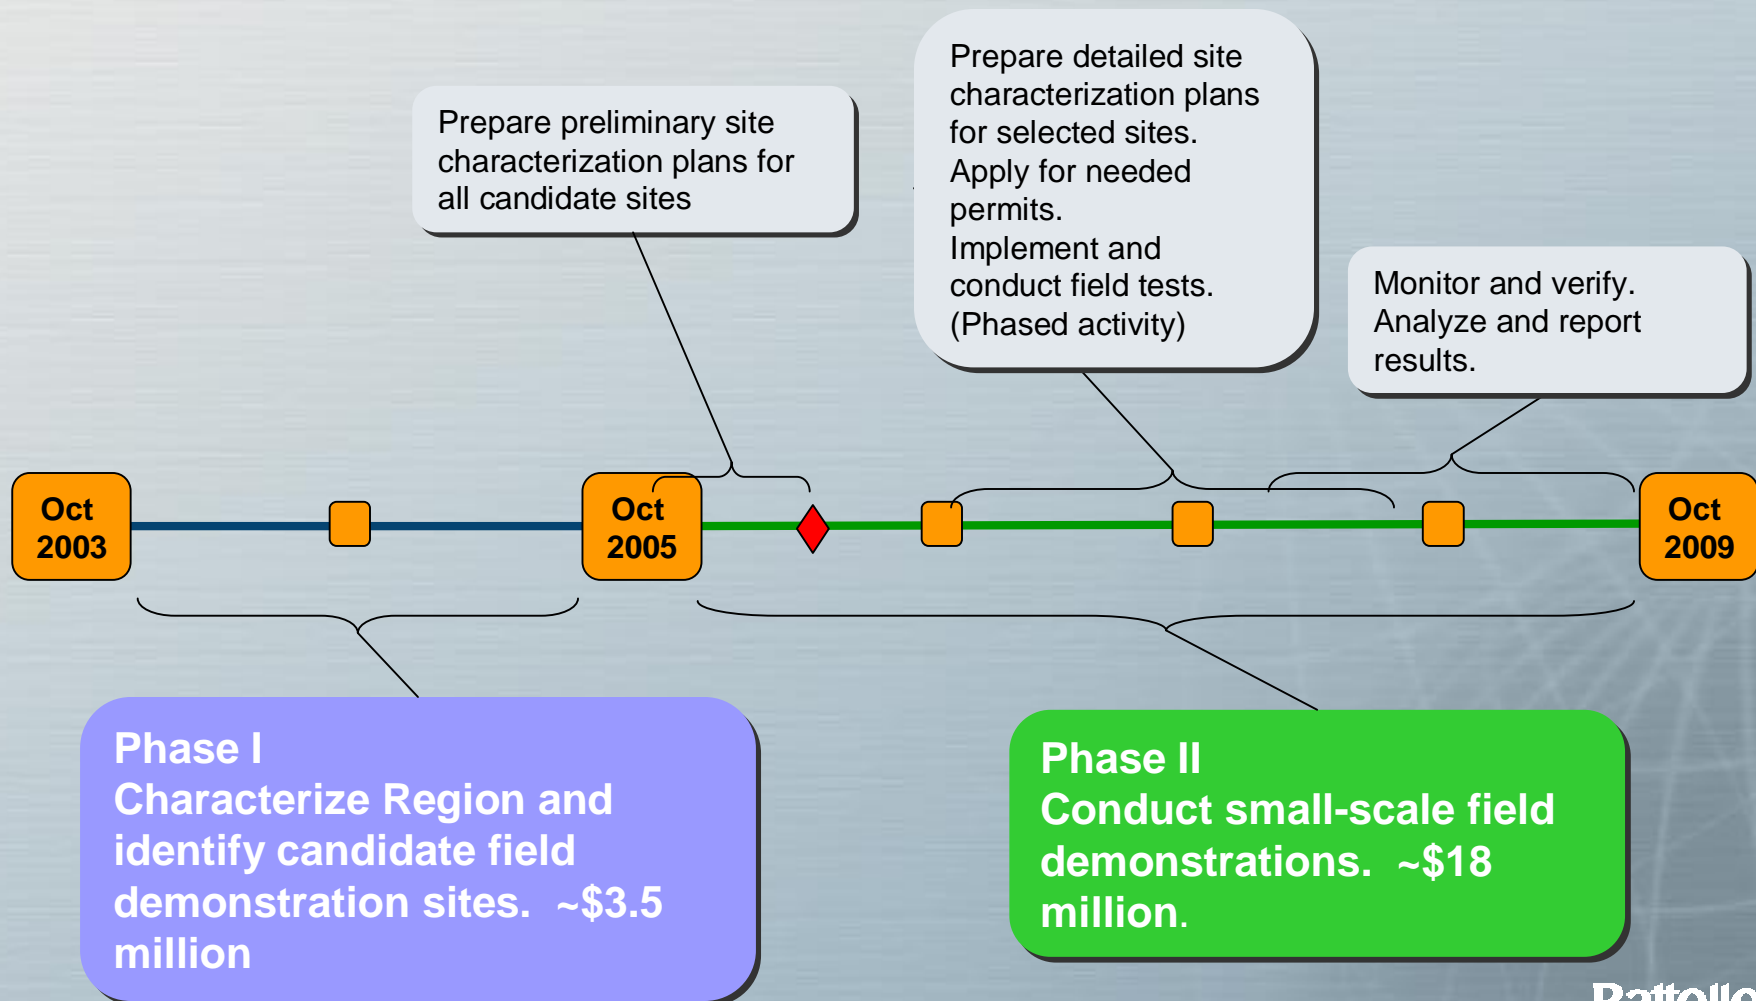 Prepare preliminary site
characterization plans for
all candidate sites
Prepare detailed site
characterization plans
for selected sites.
Apply for needed
permits.
Implement and
conduct field tests.
(Phased activity)
Monitor and verify.
Analyze and report
results.
Oct
2003
Oct
2005
Oct
2009
Phase I
Characterize Region and
identify candidate field
demonstration sites.  ~$3.5
million
Phase II
Conduct small-scale field
demonstrations.  ~$18
million.
Battelle